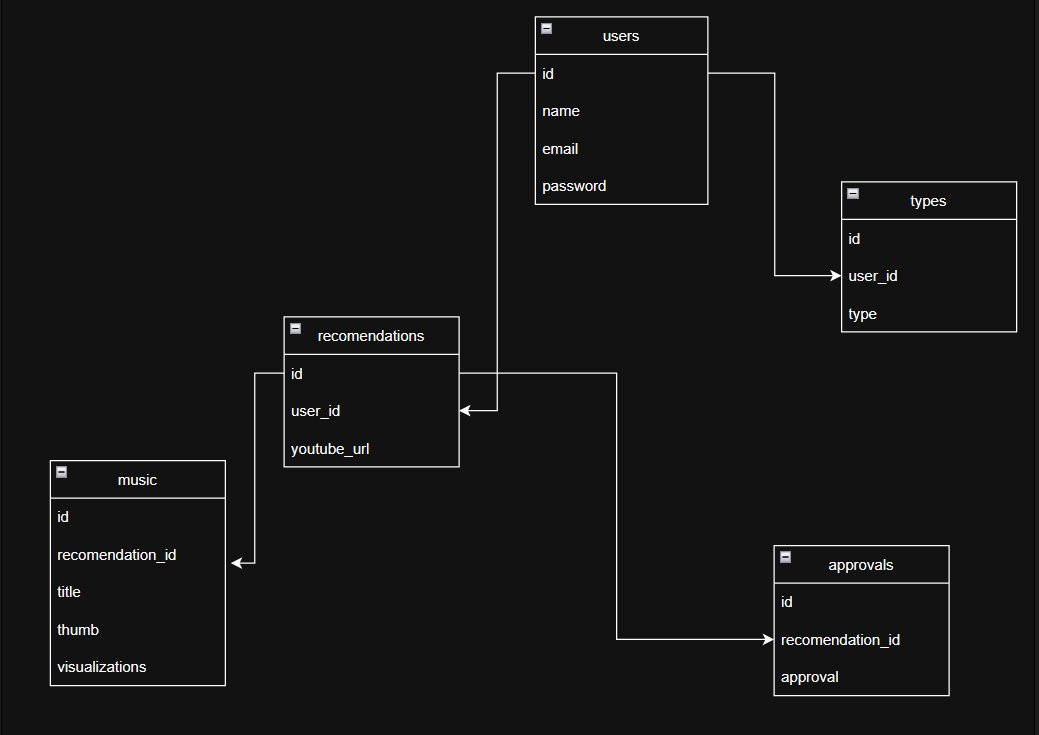 users
id
name
email
password
types
id
user_id
type
recomendations
id
user_id
youtube_url
music
id
recomendation_id
title
thumb
visualizations
approvals
id
recomendation_id
approval